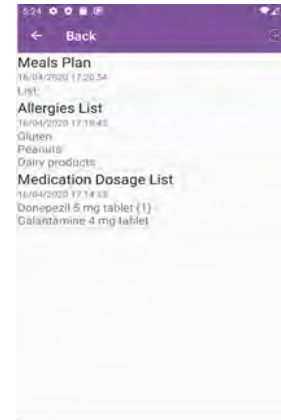 5:24
Back
Meals Plan
16/04/2020 17:20:54
List:
Allergies List
16/04/2020 17:19:43
Gluten
Peanuts
Dairy products
Medication Dosage List
16/04/2020 17:14:53
Donepezil 5 mg tablet (1)
Galantamine 4 mg tablet